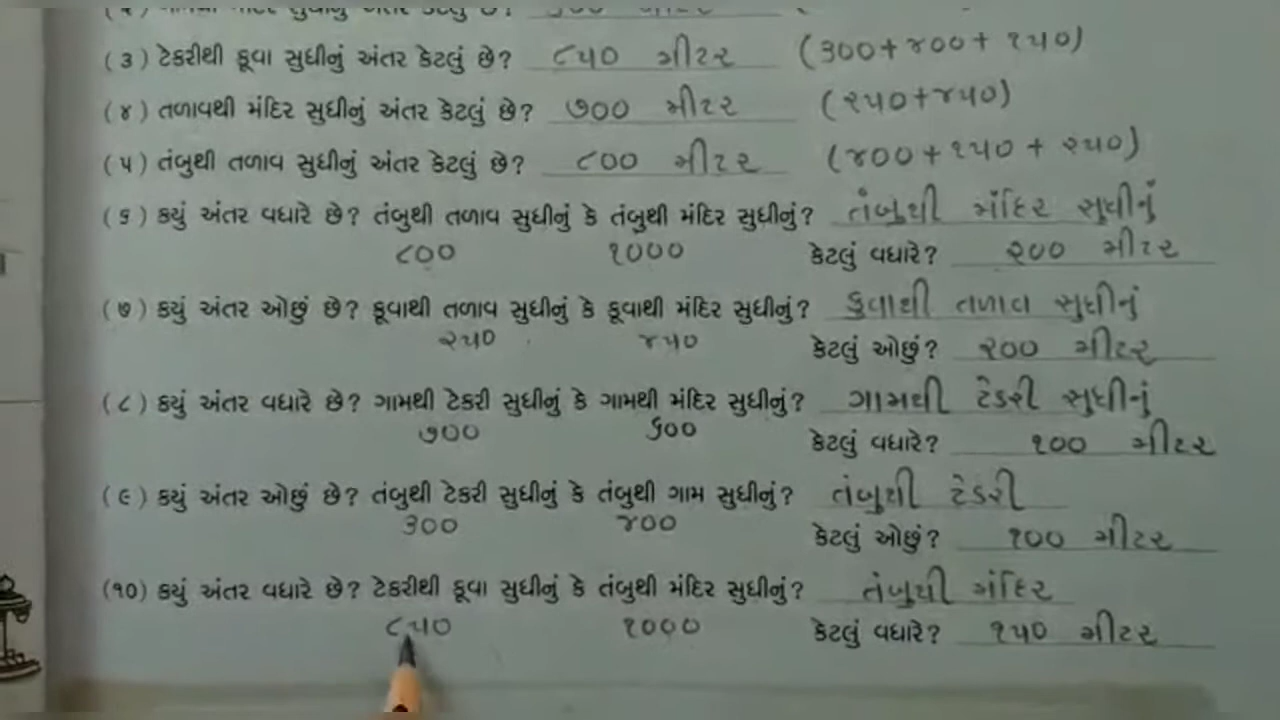 (૩) ટેકરીથી કૂવા સુધીનું અંતર કેટલું છે? ૮૫૦ મીટર (૩૦૦+૪૦૦+૧૫૦)
(૪) તળાવથી મંદિર સુધીનું અંતર કેટલું છે? ૭૦૦ મીટર (૨૫૦+૪૫૦)
(૫) તંબુથી તળાવ સુધીનું અંતર કેટલું છે? ૮૦૦ મીટર (૪૦૦+૧૫૦+૨૫૦)
(૬) કયું અંતર વધારે છે? તંબુથી તળાવ સુધીનું કે તંબુથી મંદિર સુધીનું? તંબુથી મંદિર સુધીનું
૮૦૦ ૧૦૦૦ કેટલું વધારે? ૨૦૦ મીટર
(૭) કયું અંતર ઓછું છે? કૂવાથી તળાવ સુધીનું કે કૂવાથી મંદિર સુધીનું? કુવાથી તળાવ સુધીનું
૨૫૦ ૪૫૦ કેટલું ઓછું? ૨૦૦ મીટર
(૮) કયું અંતર વધારે છે? ગામથી ટેકરી સુધીનું કે ગામથી મંદિર સુધીનું? ગામથી ટેકરી સુધીનું
૭૦૦ ૬૦૦ કેટલું વધારે? ૧૦૦ મીટર
(૯) કયું અંતર ઓછું છે? તંબુથી ટેકરી સુધીનું કે તંબુથી ગામ સુધીનું? તંબુથી ટેકરી
૩૦૦ ૪૦૦ કેટલું ઓછું? ૧૦૦ મીટર
(૧૦) કયું અંતર વધારે છે? ટેકરીથી કૂવા સુધીનું કે તંબુથી મંદિર સુધીનું? તંબુથી મંદિર
૮૫૦ ૧૦૦૦ કેટલું વધારે? ૧૫૦ મીટર